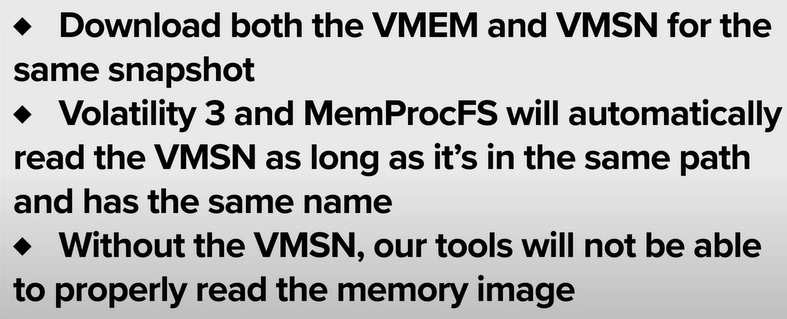 ◆ Download both the VMEM and VMSN for the
same snapshot
◆ Volatility 3 and MemProcFS will automatically
read the VMSN as long as it’s in the same path
and has the same name
◆ Without the VMSN, our tools will not be able
to properly read the memory image